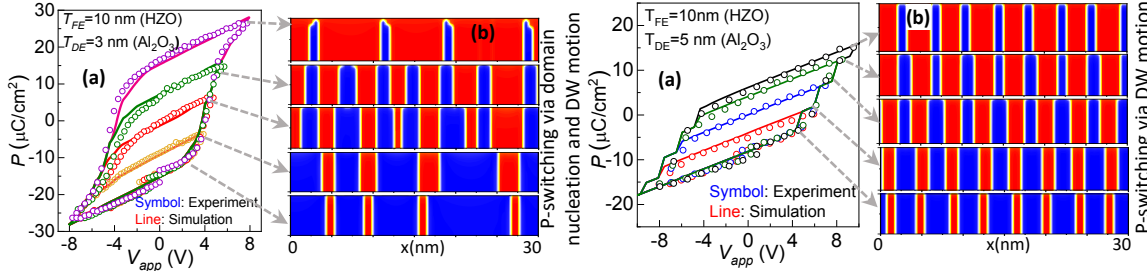 T_FE=10 nm (HZO)
T_DE=3 nm (Al₂O₃)
(a)
P (μC/cm²)
30
20
10
0
-10
-20
-30
Symbol: Experiment
Line: Simulation
-8 -4 0 4 8
V_app (V)
(b)
0 x(nm) 30
P-switching via domain
nucleation and DW motion
T_FE=10nm (HZO)
T_DE=5 nm (Al₂O₃)
(a)
P (μC/cm²)
20
10
0
-10
-20
Symbol: Experiment
Line: Simulation
-8 -4 0 4 8
V_app (V)
(b)
0 x(nm) 30
P-switching via DW motion